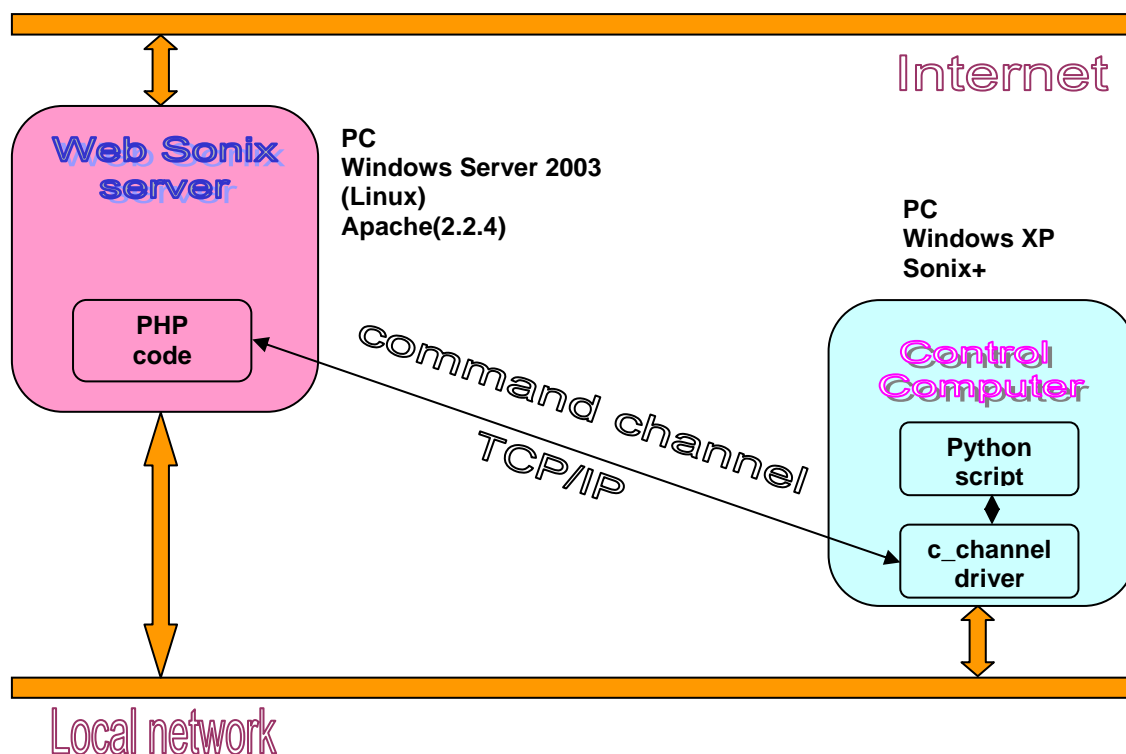 Internet
Web Sonix
server
PC
Windows Server 2003
(Linux)
Apache(2.2.4)
PC
Windows XP
Sonix+
PHP
code
command channel
TCP/IP
Control
Computer
Python
script
c_channel
driver
Local network